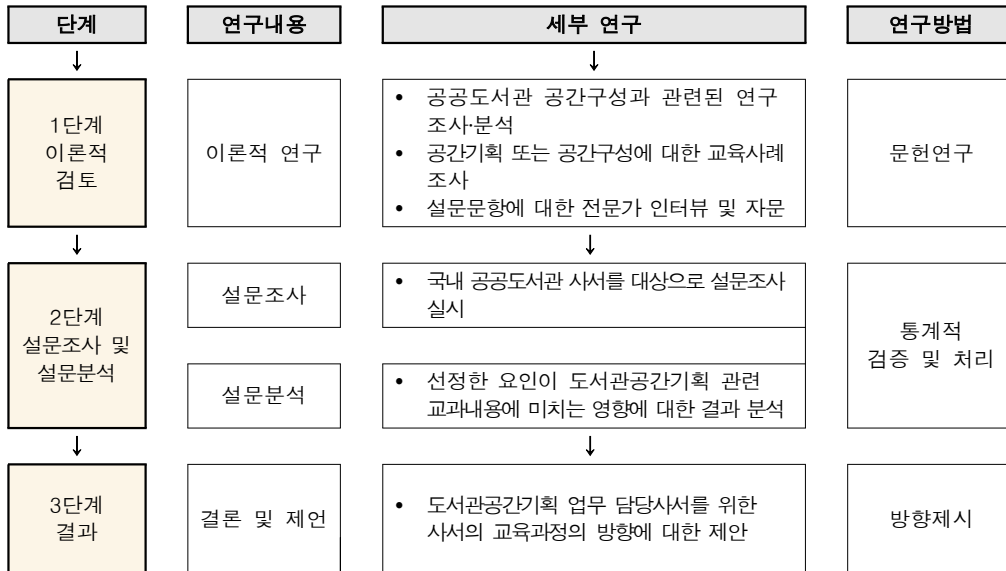 단계
연구내용
세부 연구
연구방법
1단계
이론적
검토
이론적 연구
• 공공도서관 공간구성과 관련된 연구
조사·분석
• 공간기획 또는 공간구성에 대한 교육사례
조사
• 설문문항에 대한 전문가 인터뷰 및 자문
문헌연구
2단계
설문조사 및
설문분석
설문조사
• 국내 공공도서관 사서를 대상으로 설문조사
실시
설문분석
• 선정한 요인이 도서관공간기획 관련
교과내용에 미치는 영향에 대한 결과 분석
통계적
검증 및 처리
3단계
결과
결론 및 제언
• 도서관공간기획 업무 담당사서를 위한
사서의 교육과정의 방향에 대한 제안
방향제시